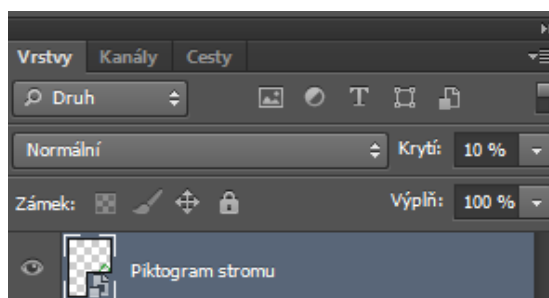 Vrstvy Kanály Cesty
Druh T
Normální Krytí: 10 %
Zámek: Výplň: 100 %
Piktogram stromu